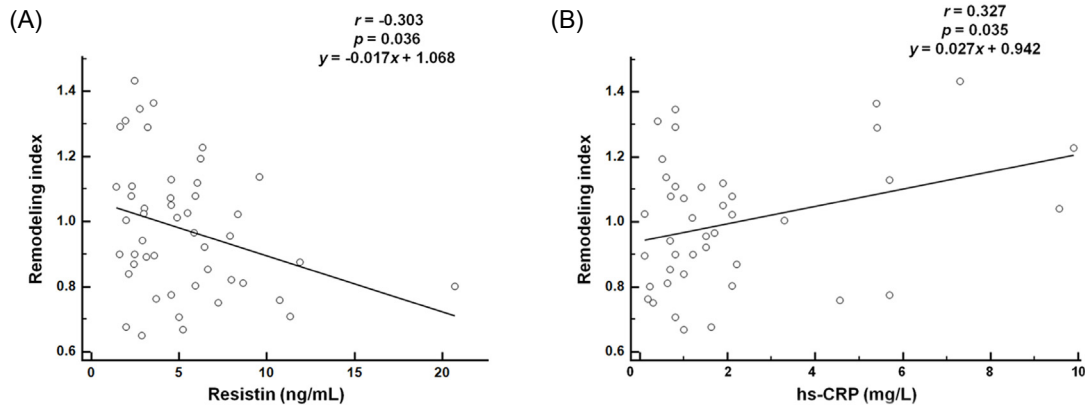 (A)
r = -0.303
p = 0.036
y = -0.017x + 1.068
Remodeling index
1.4
1.2
1.0
0.8
0.6
0
5
10
15
20
Resistin (ng/mL)
(B)
r = 0.327
p = 0.035
y = 0.027x + 0.942
Remodeling index
1.4
1.2
1.0
0.8
0.6
0
2
4
6
8
10
hs-CRP (mg/L)